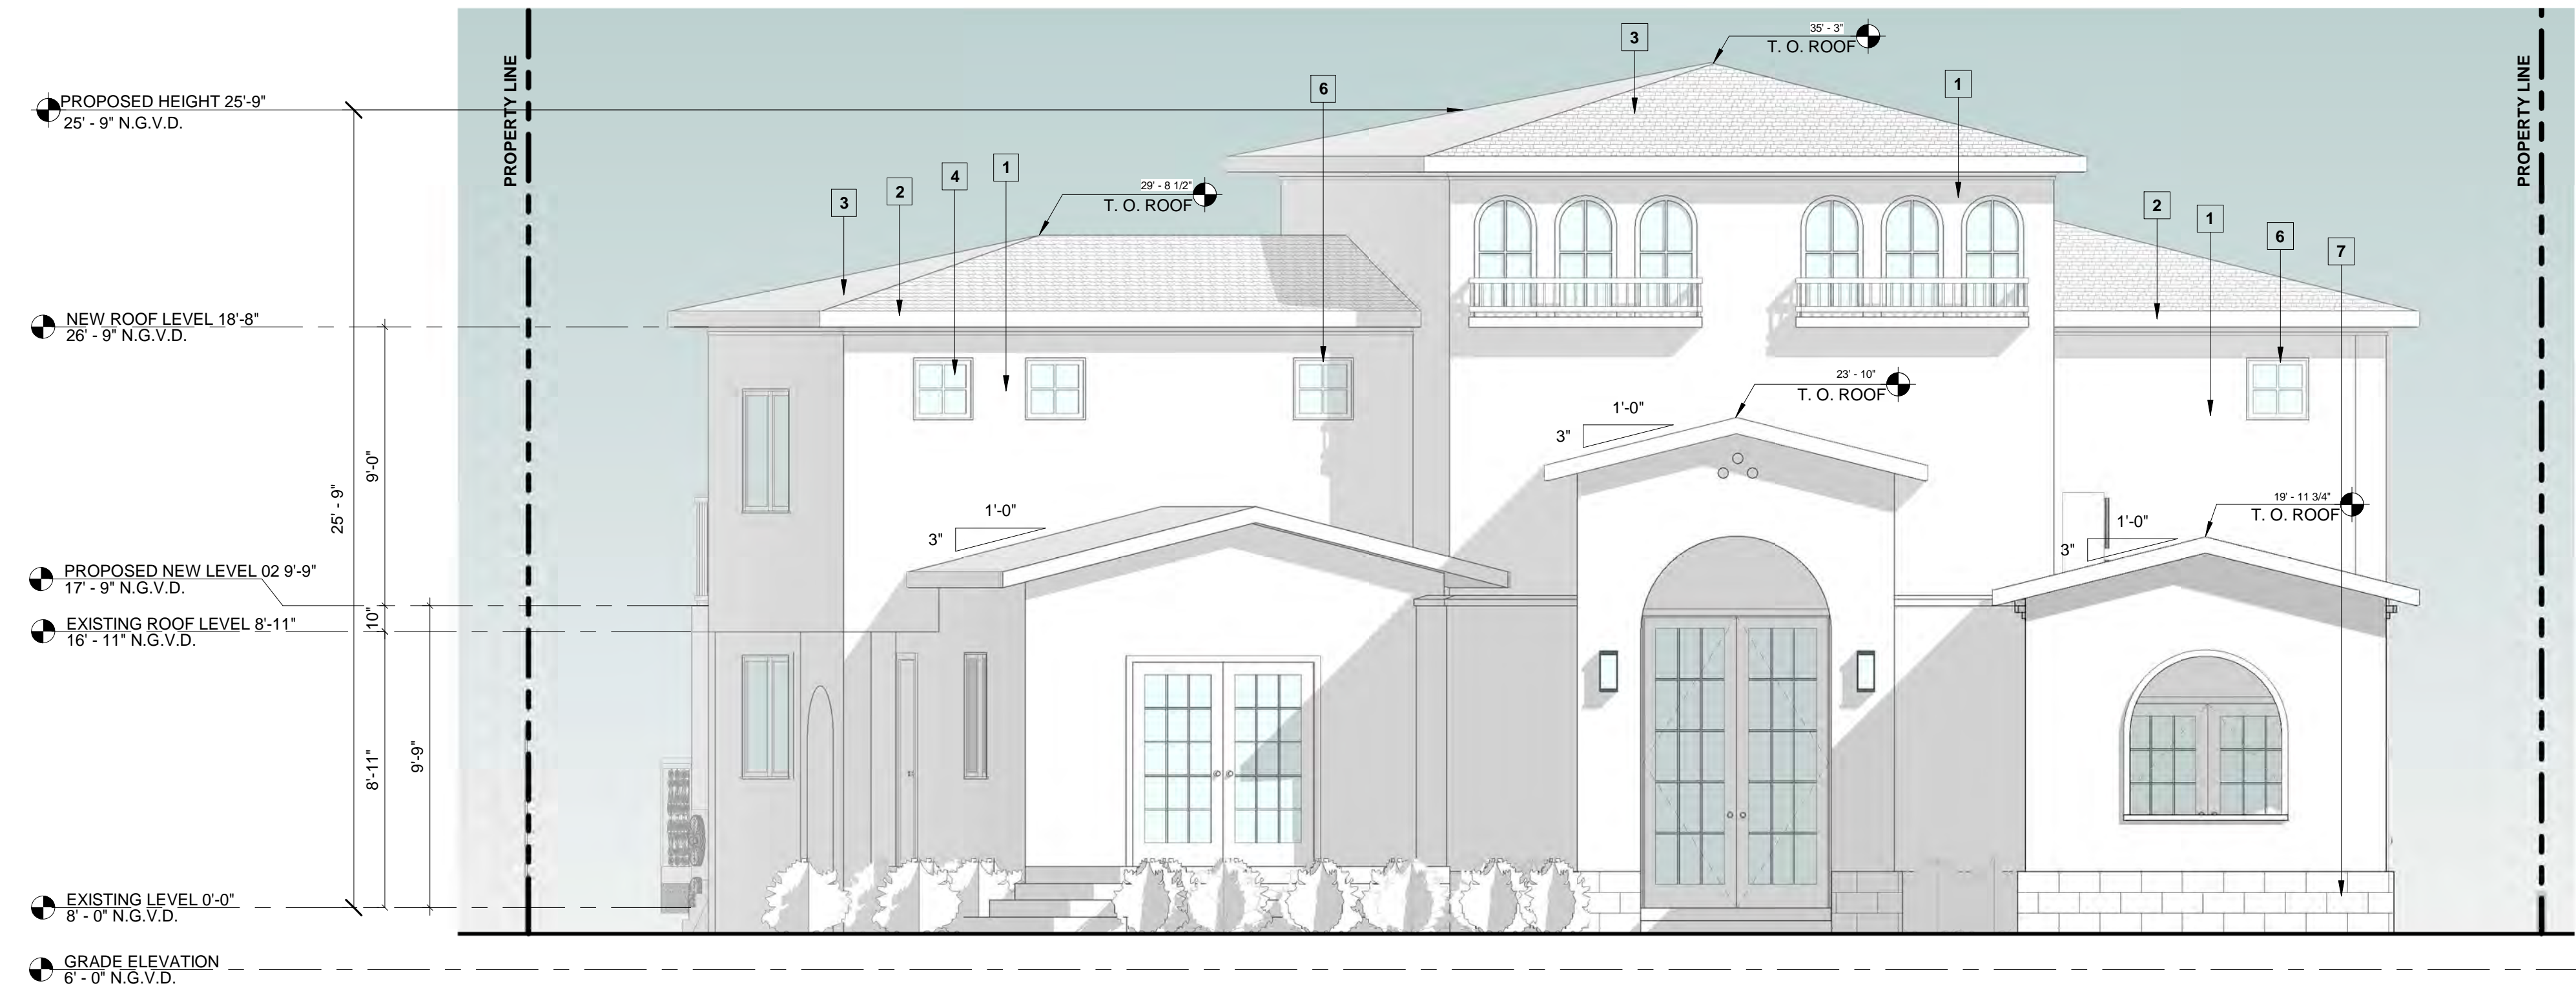 35' - 3"
T. O. ROOF
3
PROPERTY LINE
PROPERTY LINE
6
1
PROPOSED HEIGHT 25'-9"
25' - 9" N.G.V.D.
4
1
3
2
29' - 8 1/2"
T. O. ROOF
2
1
6
7
NEW ROOF LEVEL 18'-8"
26' - 9" N.G.V.D.
23' - 10"
T. O. ROOF
1'-0"
3"
9'-0"
25' - 9"
19' - 11 3/4"
T. O. ROOF
1'-0"
3"
1'-0"
3"
PROPOSED NEW LEVEL 02 9'-9"
17' - 9" N.G.V.D.
10"
EXISTING ROOF LEVEL 8'-11"
16' - 11" N.G.V.D.
8'-11"
9'-9"
EXISTING LEVEL 0'-0"
8' - 0" N.G.V.D.
GRADE ELEVATION
6' - 0" N.G.V.D.